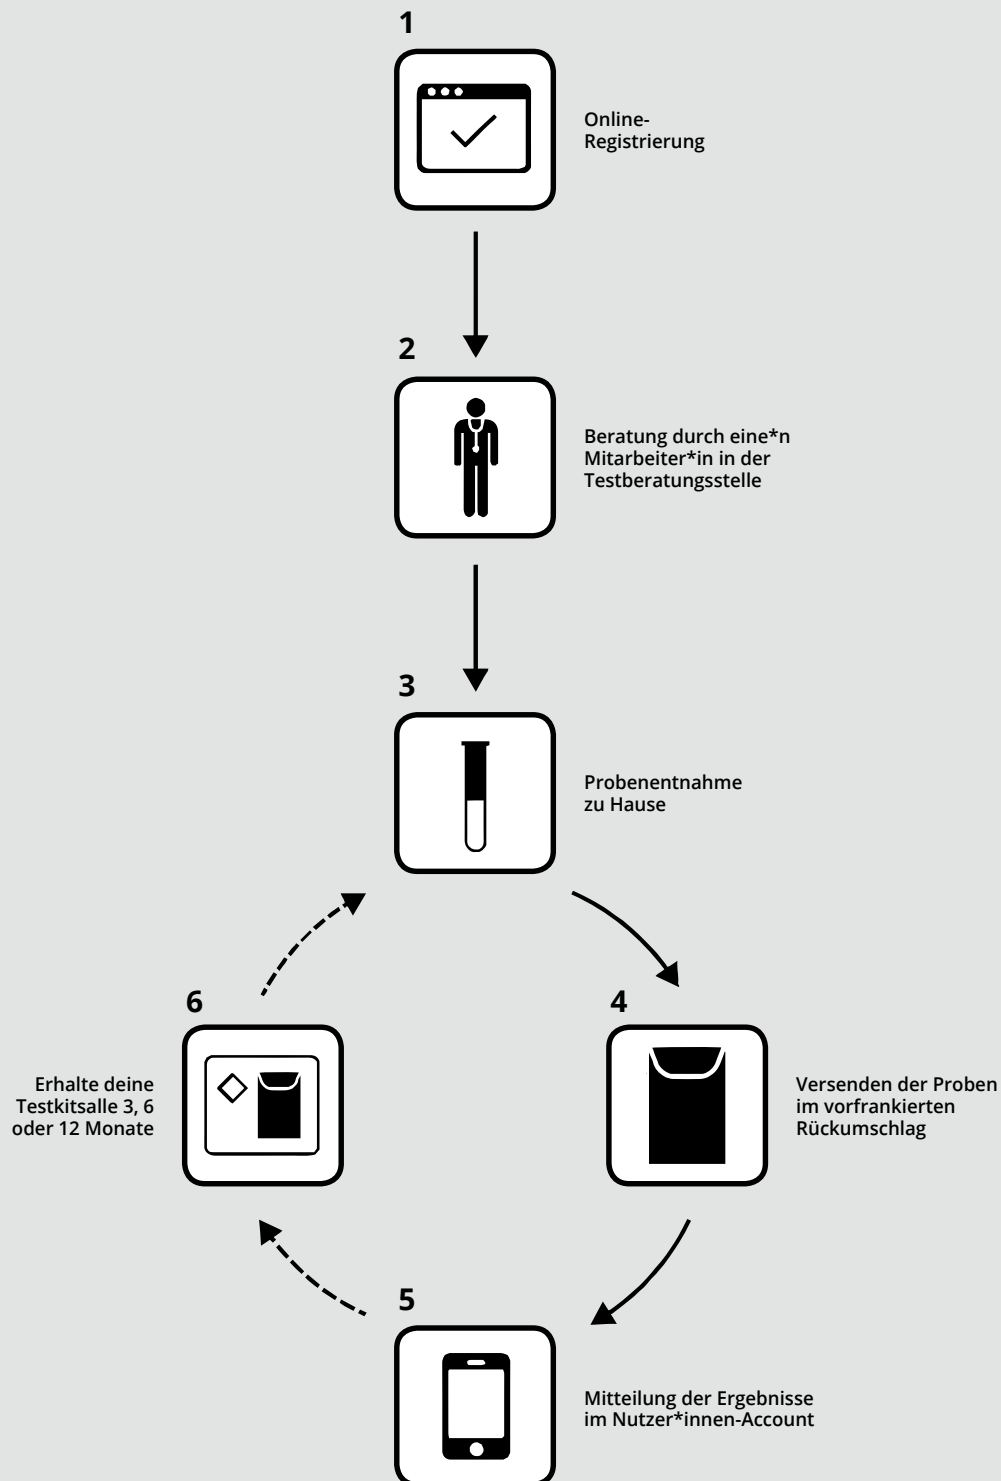 1
Online-
Registrierung
2
Beratung durch eine*n
Mitarbeiter*in in der
Testberatungsstelle
3
Probenentnahme
zu Hause
4
Versenden der Proben
im vorfrankierten
Rückumschlag
5
Mitteilung der Ergebnisse
im Nutzer*innen-Account
6
Erhalte deine
Testkitsalle 3, 6
oder 12 Monate